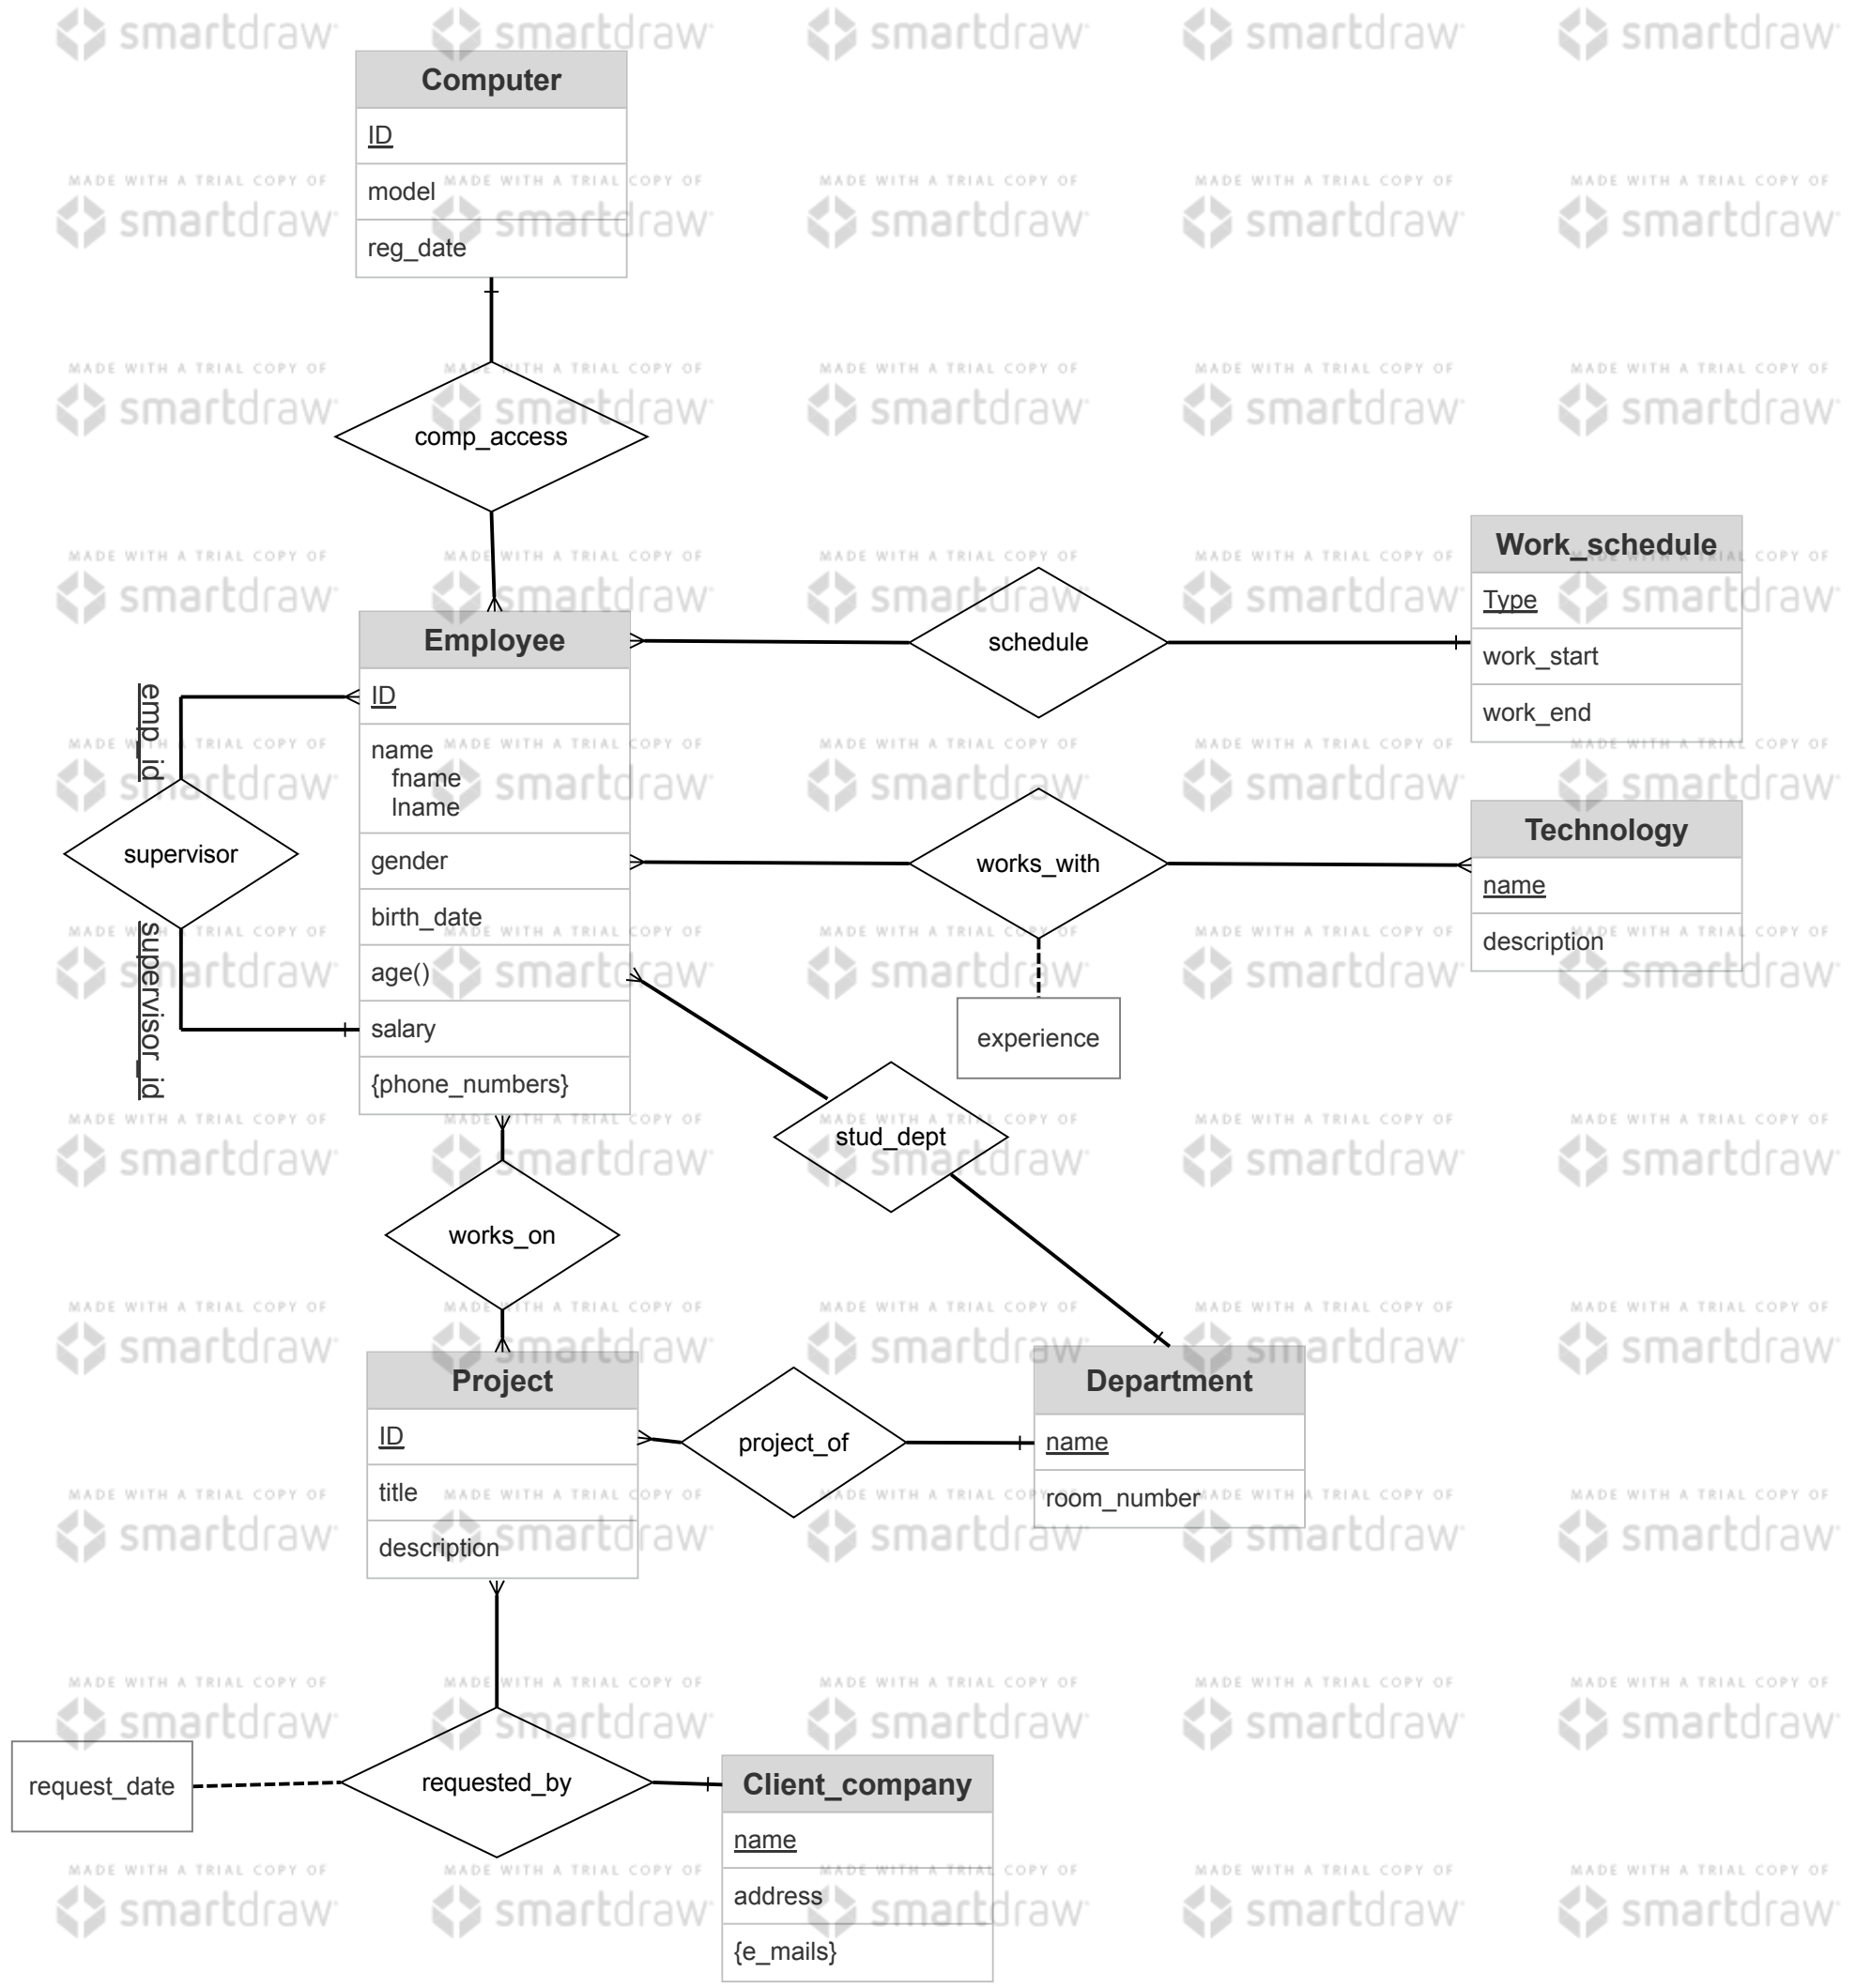 Computer
ID
model
reg_date
comp_access
Employee
ID
name
fname
lname
gender
birth_date
age()
salary
{phone_numbers}
emp_id
supervisor
supervisor_id
schedule
Work_schedule
Type
work_start
work_end
works_with
experience
Technology
name
description
stud_dept
works_on
Project
ID
title
description
project_of
Department
name
room_number
request_date
requested_by
Client_company
name
address
{e_mails}
MADE WITH A TRIAL COPY OF
smartdraw